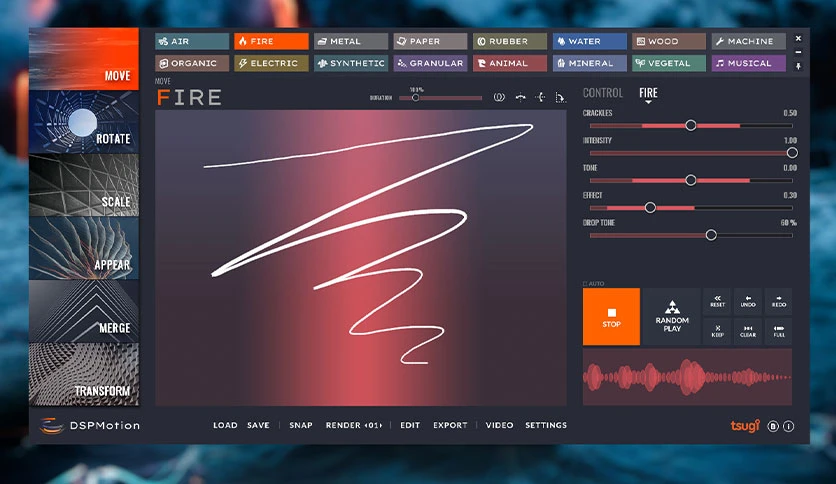 AIR FIRE METAL PAPER RUBBER WATER WOOD MACHINE
ORGANIC ELECTRIC SYNTHETIC GRANULAR ANIMAL MINERAL VEGETAL MUSICAL
MOVE
ROTATE
SCALE
APPEAR
MERGE
TRANSFORM
MOVE
FIRE
DURATION 100%
CONTROL FIRE
CRACKLES 0.50
INTENSITY 1.00
TONE 0.00
EFFECT 0.30
DROP TONE 60 %
AUTO
STOP
RANDOM
PLAY
RESET UNDO REDO
KEEP CLEAR FULL
DSPMotion
LOAD SAVE SNAP RENDER 01 EDIT EXPORT VIDEO SETTINGS
tsugi B i